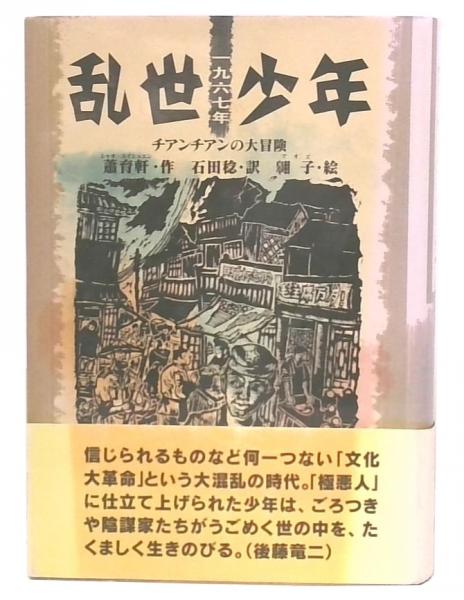 乱世少年
一九六七年
チアンチアンの大冒険
蕭育軒・作 石田稔・訳 翱子・絵
信じられるものなど何一つない「文化
大革命」という大混乱の時代。「極悪人」
に仕立て上げられた少年は、ごろつき
や陰謀家たちがうごめく世の中を、た
くましく生きのびる。（後藤竜二）